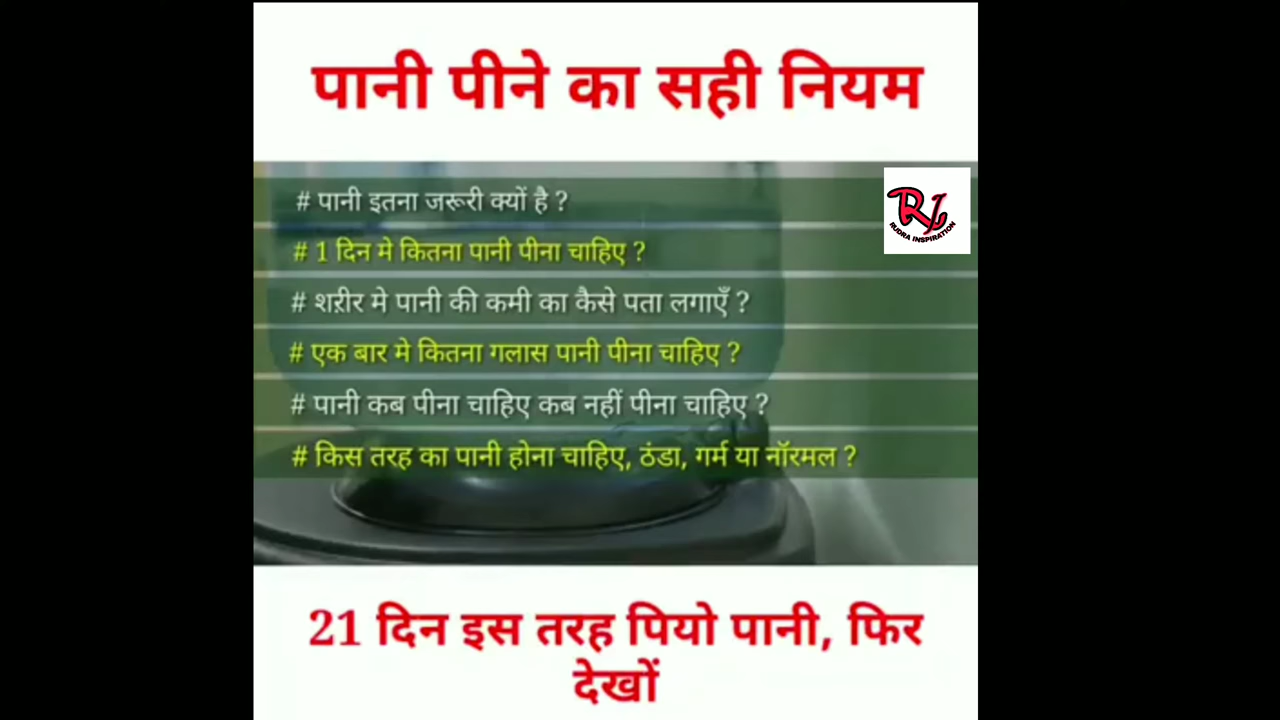 पानी पीने का सही नियम
# पानी इतना जरूरी क्यों है ?
RI
RUDRA INSPIRATION
# 1 दिन मे कितना पानी पीना चाहिए ?
# शरीर मे पानी की कमी का कैसे पता लगाएँ ?
# एक बार मे कितना गलास पानी पीना चाहिए ?
# पानी कब पीना चाहिए कब नहीं पीना चाहिए ?
# किस तरह का पानी होना चाहिए, ठंडा, गर्म या नॉरमल ?
21 दिन इस तरह पियो पानी, फिर
देखों